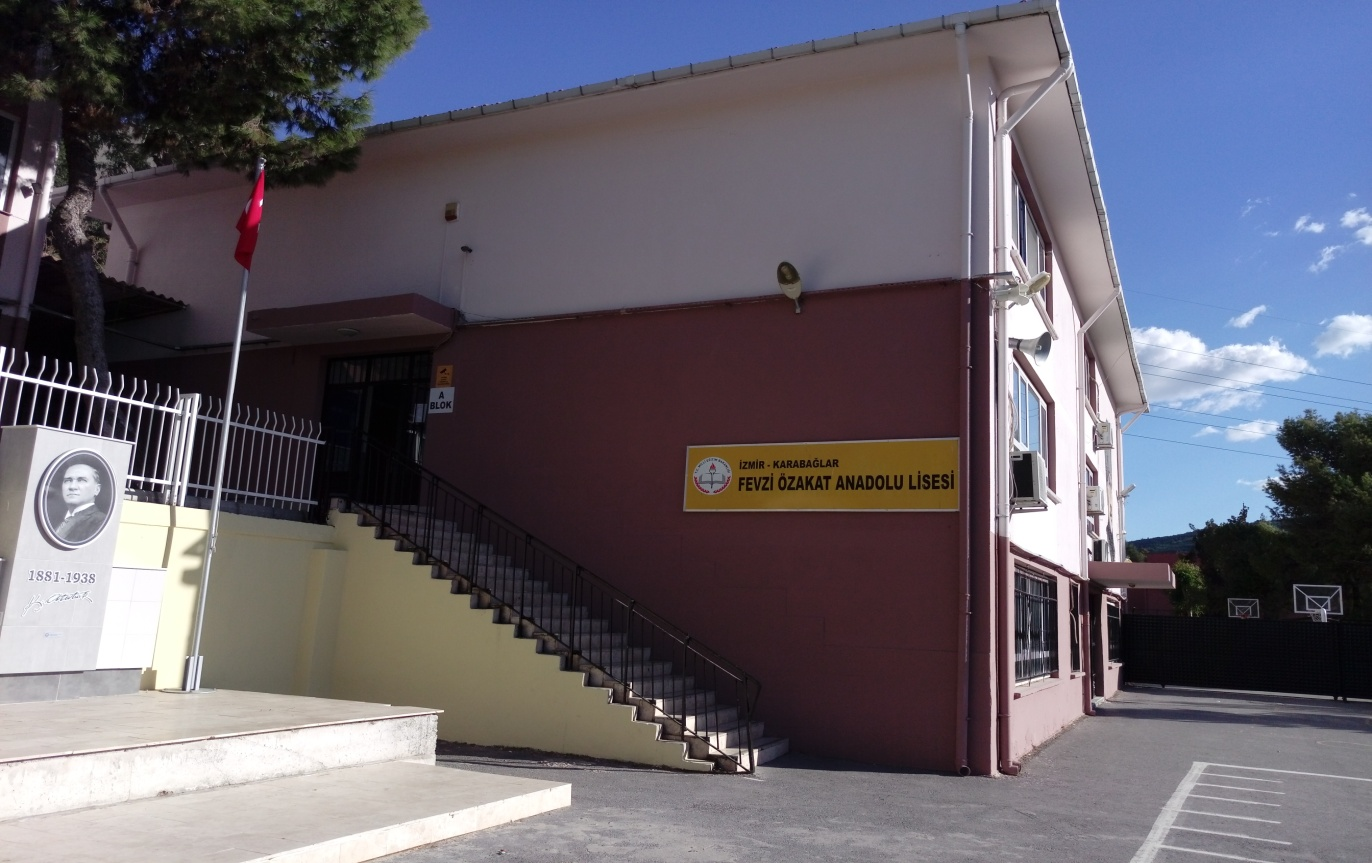 A
BLOK
İZMİR - KARABAĞLAR
FEVZİ ÖZAKAT ANADOLU LİSESİ
1881-1938